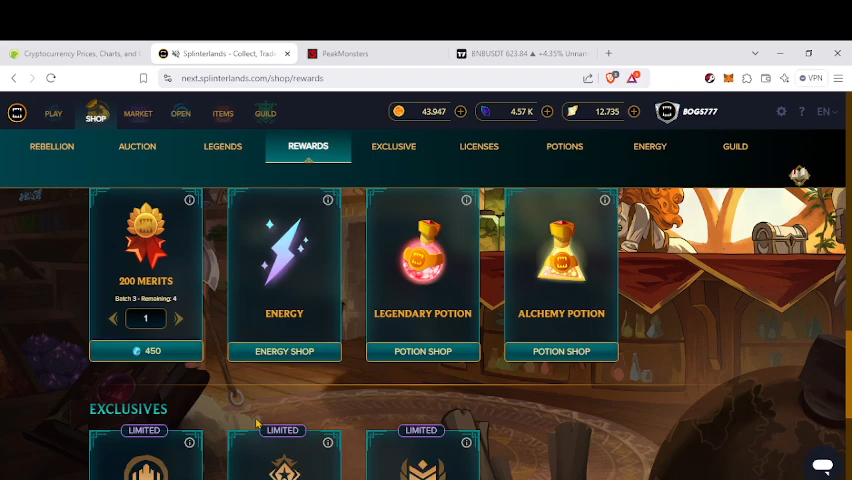 Cryptocurrency Prices, Charts, and
Splinterlands - Collect, Trad
PeakMonsters
BNBUSDT 623.84 ▲ +4.35% Unnam
next.splinterlands.com/shop/rewards
VPN
PLAY
SHOP
MARKET
OPEN
ITEMS
GUILD
43.947
4.57 K
12.735
BOGS777
EN
REBELLION
AUCTION
LEGENDS
REWARDS
EXCLUSIVE
LICENSES
POTIONS
ENERGY
GUILD
200 MERITS
Batch 3 - Remaining: 4
1
450
ENERGY
ENERGY SHOP
LEGENDARY POTION
POTION SHOP
ALCHEMY POTION
POTION SHOP
EXCLUSIVES
LIMITED
LIMITED
LIMITED